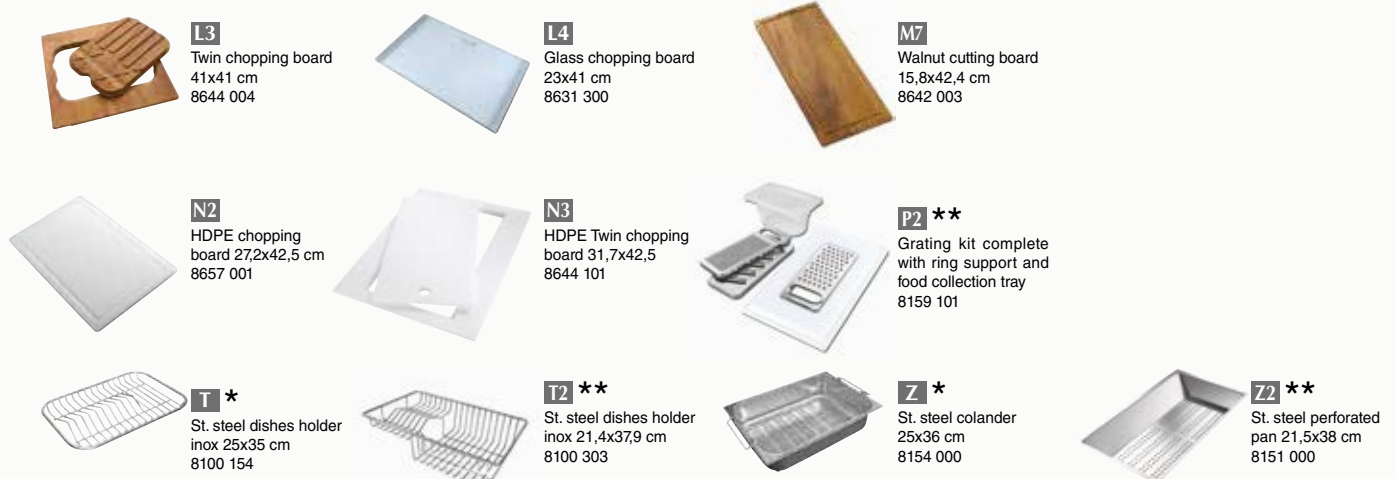 L3
Twin chopping board
41x41 cm
8644 004
L4
Glass chopping board
23x41 cm
8631 300
M7
Walnut cutting board
15,8x42,4 cm
8642 003
N2
HDPE chopping
board 27,2x42,5 cm
8657 001
N3
HDPE Twin chopping
board 31,7x42,5
8644 101
P2 **
Grating kit complete
with ring support and
food collection tray
8159 101
T *
St. steel dishes holder
inox 25x35 cm
8100 154
T2 **
St. steel dishes holder
inox 21,4x37,9 cm
8100 303
Z *
St. steel colander
25x36 cm
8154 000
Z2 **
St. steel perforated
pan 21,5x38 cm
8151 000